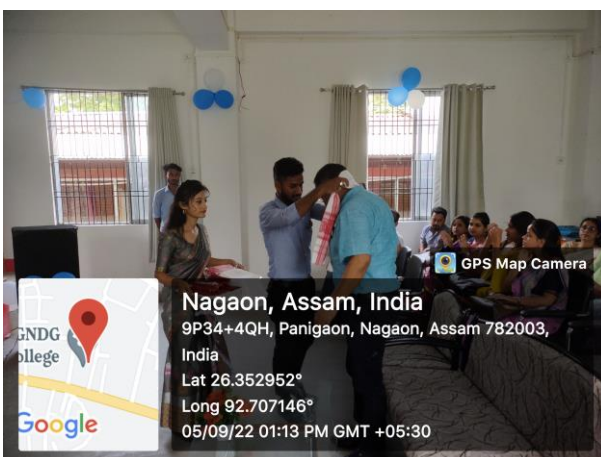 GPS Map Camera
GNDG
ollege
Google
Nagaon, Assam, India
9P34+4QH, Panigaon, Nagaon, Assam 782003,
India
Lat 26.352952°
Long 92.707146°
05/09/22 01:13 PM GMT +05:30